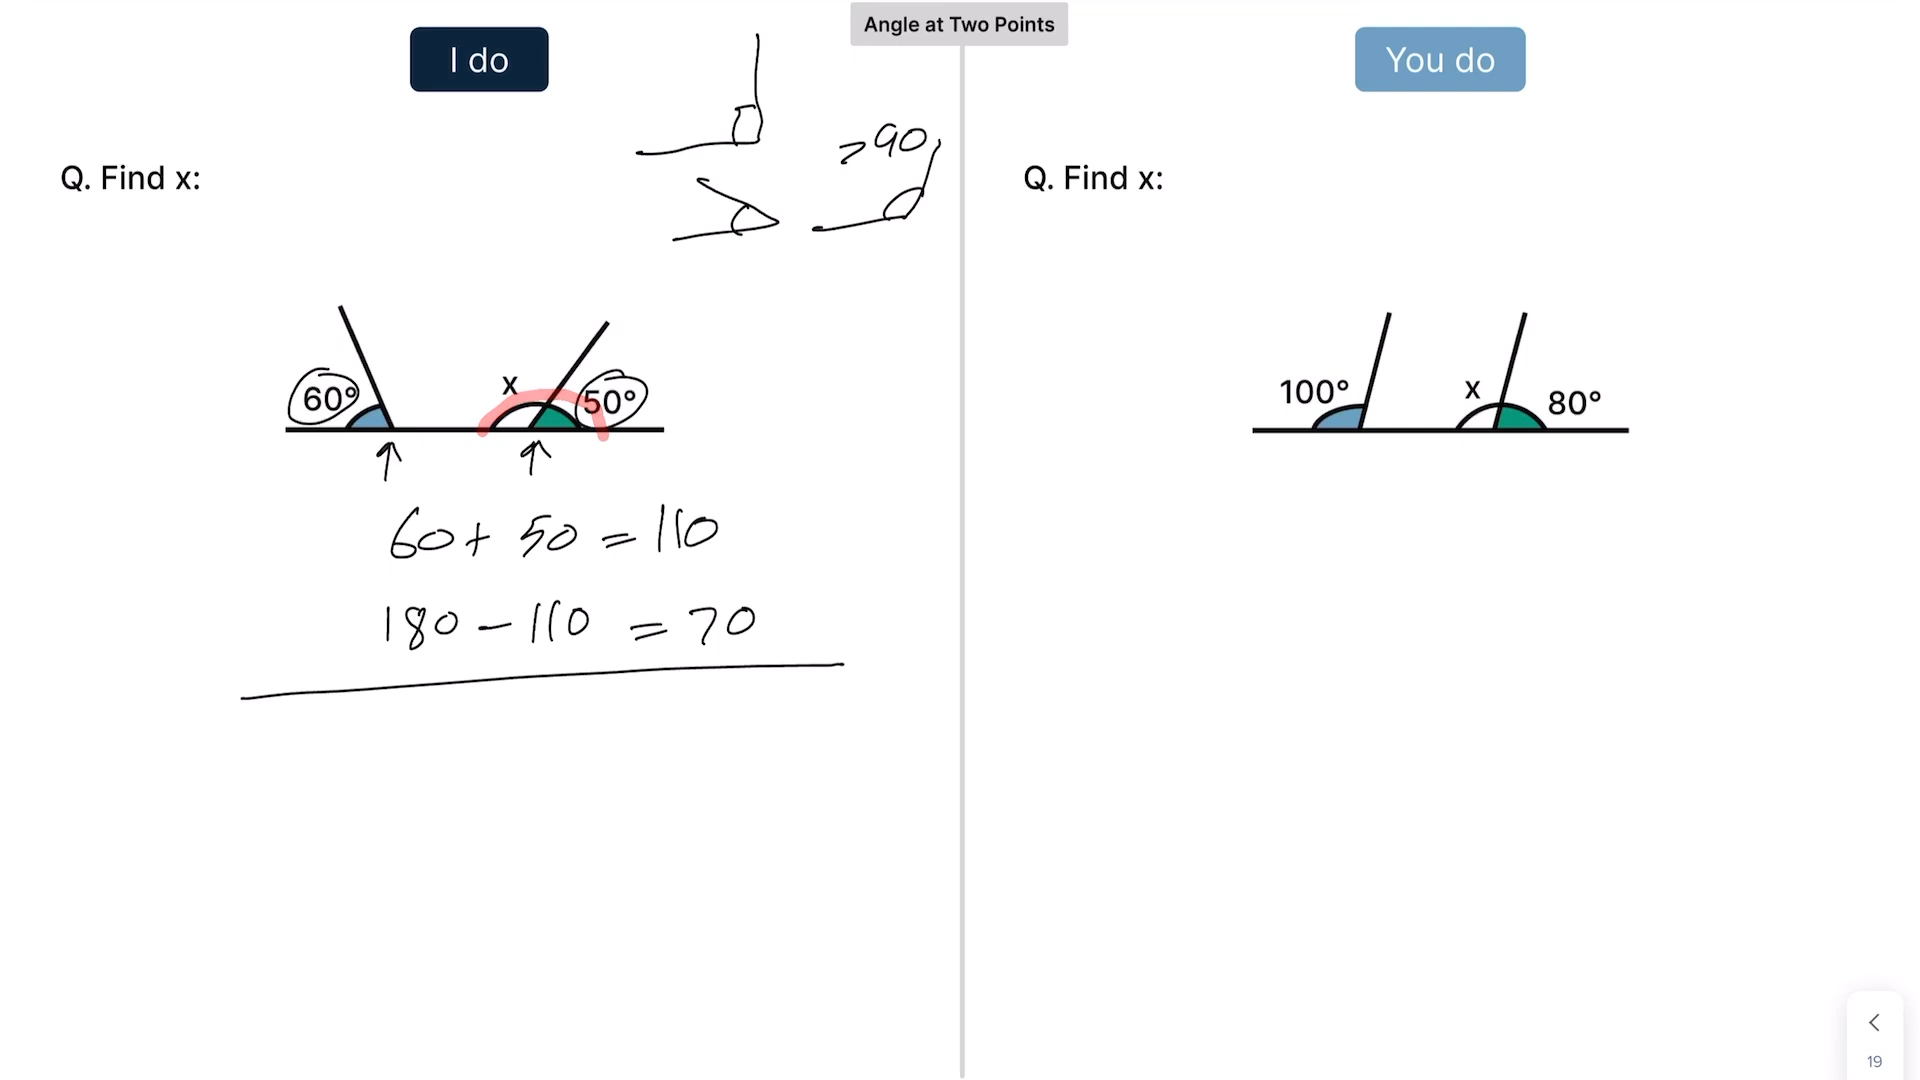 Angle at Two Points
I do
>90
Q. Find x:
60°
x
50°
60 + 50 = 110
180 - 110 = 70
You do
Q. Find x:
100°
x
80°
19